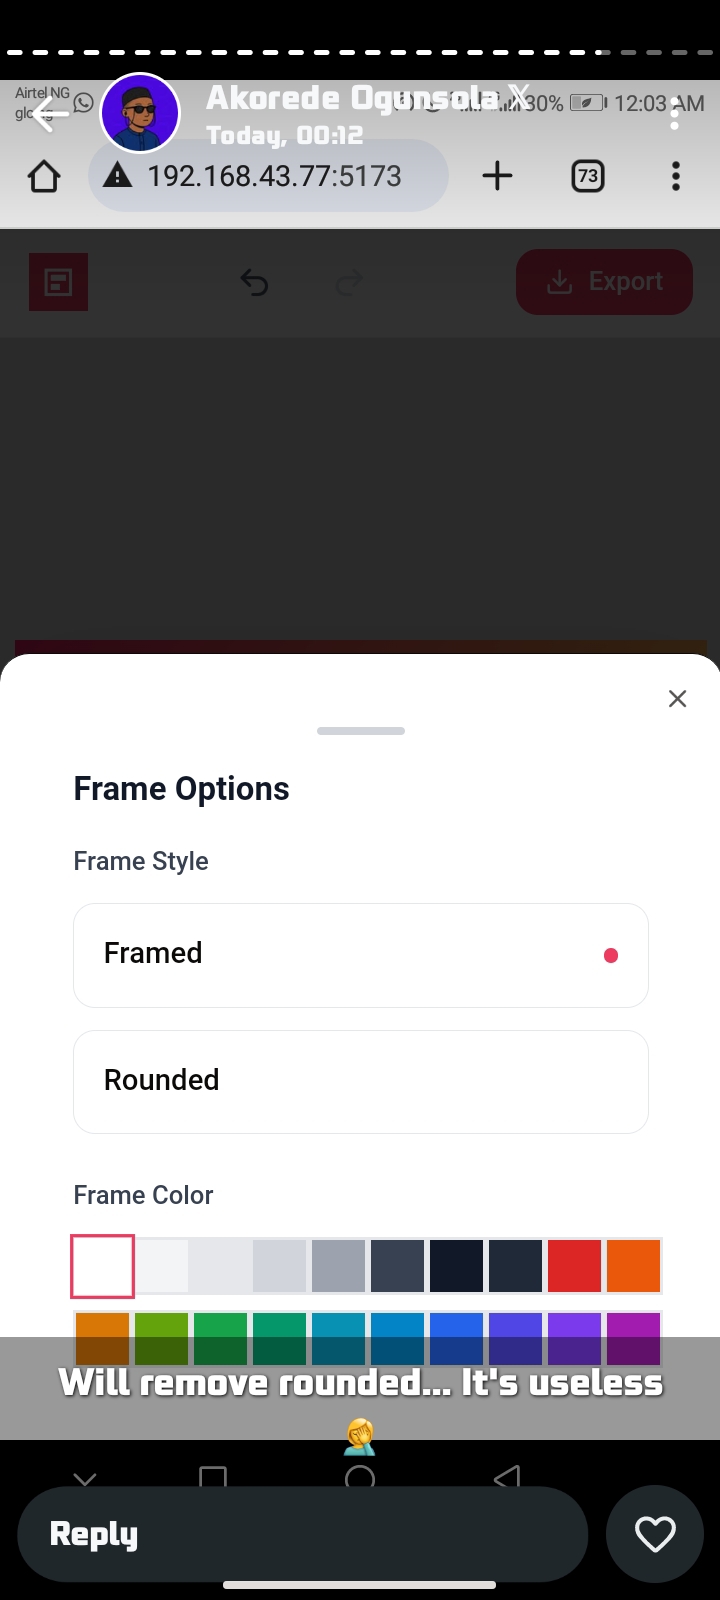 Airtel NG
Akorede Ogunsola 𝕏
30%
12:03 AM
Today, 00:12
192.168.43.77:5173
73
Export
Frame Options
Frame Style
Framed
Rounded
Frame Color
Will remove rounded... It's useless
🤦
Reply